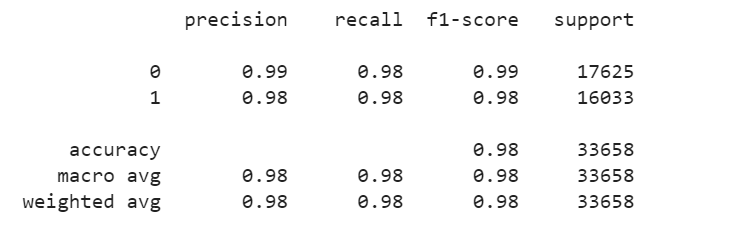 precision recall f1-score support
0 0.99 0.98 0.99 17625
1 0.98 0.98 0.98 16033
accuracy 0.98 33658
macro avg 0.98 0.98 0.98 33658
weighted avg 0.98 0.98 0.98 33658